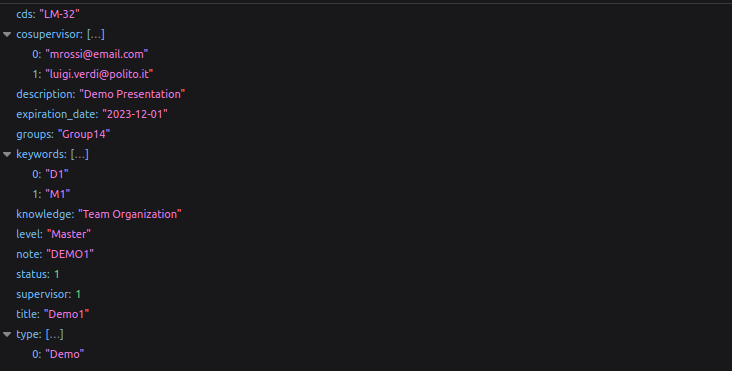 cds: "LM-32"
cosupervisor: […]
0: "mrossi@email.com"
1: "luigi.verdi@polito.it"
description: "Demo Presentation"
expiration_date: "2023-12-01"
groups: "Group14"
keywords: […]
0: "D1"
1: "M1"
knowledge: "Team Organization"
level: "Master"
note: "DEMO1"
status: 1
supervisor: 1
title: "Demo1"
type: […]
0: "Demo"